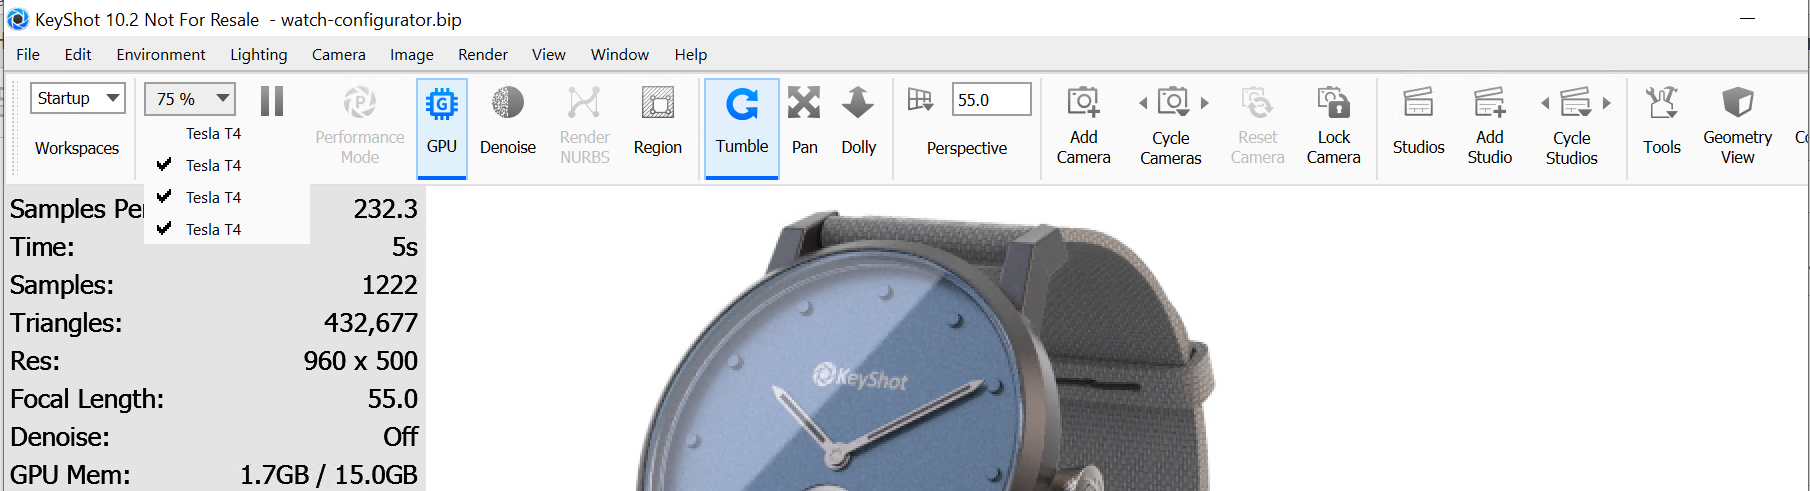 KeyShot 10.2 Not For Resale - watch-configurator.bip
File Edit Environment Lighting Camera Image Render View Window Help
Startup
Workspaces
75 %
Tesla T4
Tesla T4
Tesla T4
Tesla T4
Performance Mode
GPU
Denoise
Render NURBS
Region
Tumble
Pan
Dolly
55.0
Perspective
Add Camera
Cycle Cameras
Reset Camera
Lock Camera
Studios
Add Studio
Cycle Studios
Tools
Geometry View
Samples Pe 232.3
Time: 5s
Samples: 1222
Triangles: 432,677
Res: 960 x 500
Focal Length: 55.0
Denoise: Off
GPU Mem: 1.7GB / 15.0GB
KeyShot